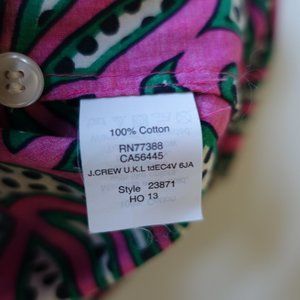 100% Cotton
RN77388
CA56445
J.CREW U.K.L tdEC4V 6JA
Style 23871
HO 13